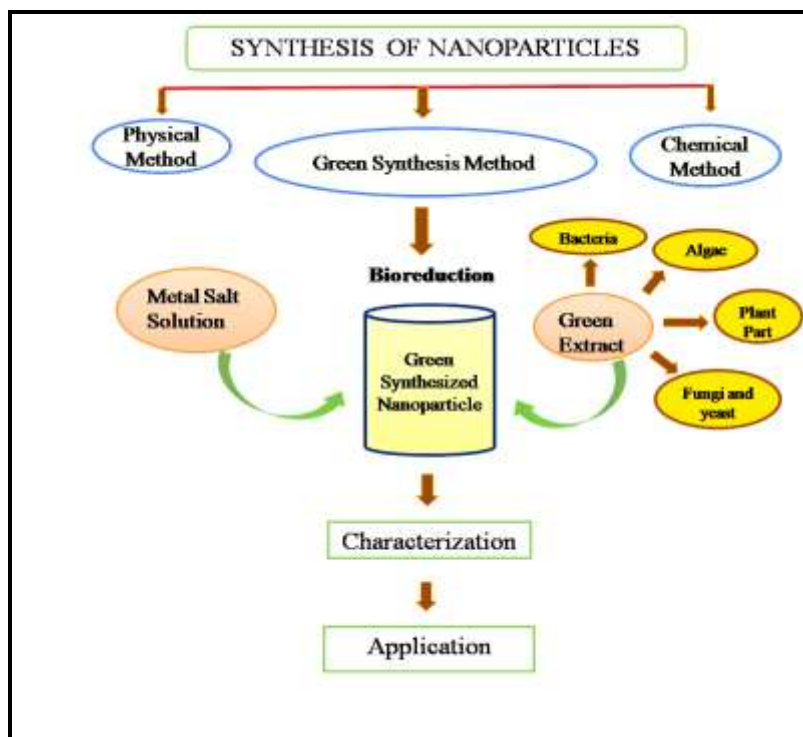 SYNTHESIS OF NANOPARTICLES
Physical
Method
Green Synthesis Method
Chemical
Method
Bioreduction
Metal Salt
Solution
Green
Synthesized
Nanoparticle
Green
Extract
Bacteria
Algae
Plant
Part
Fungi and
yeast
Characterization
Application